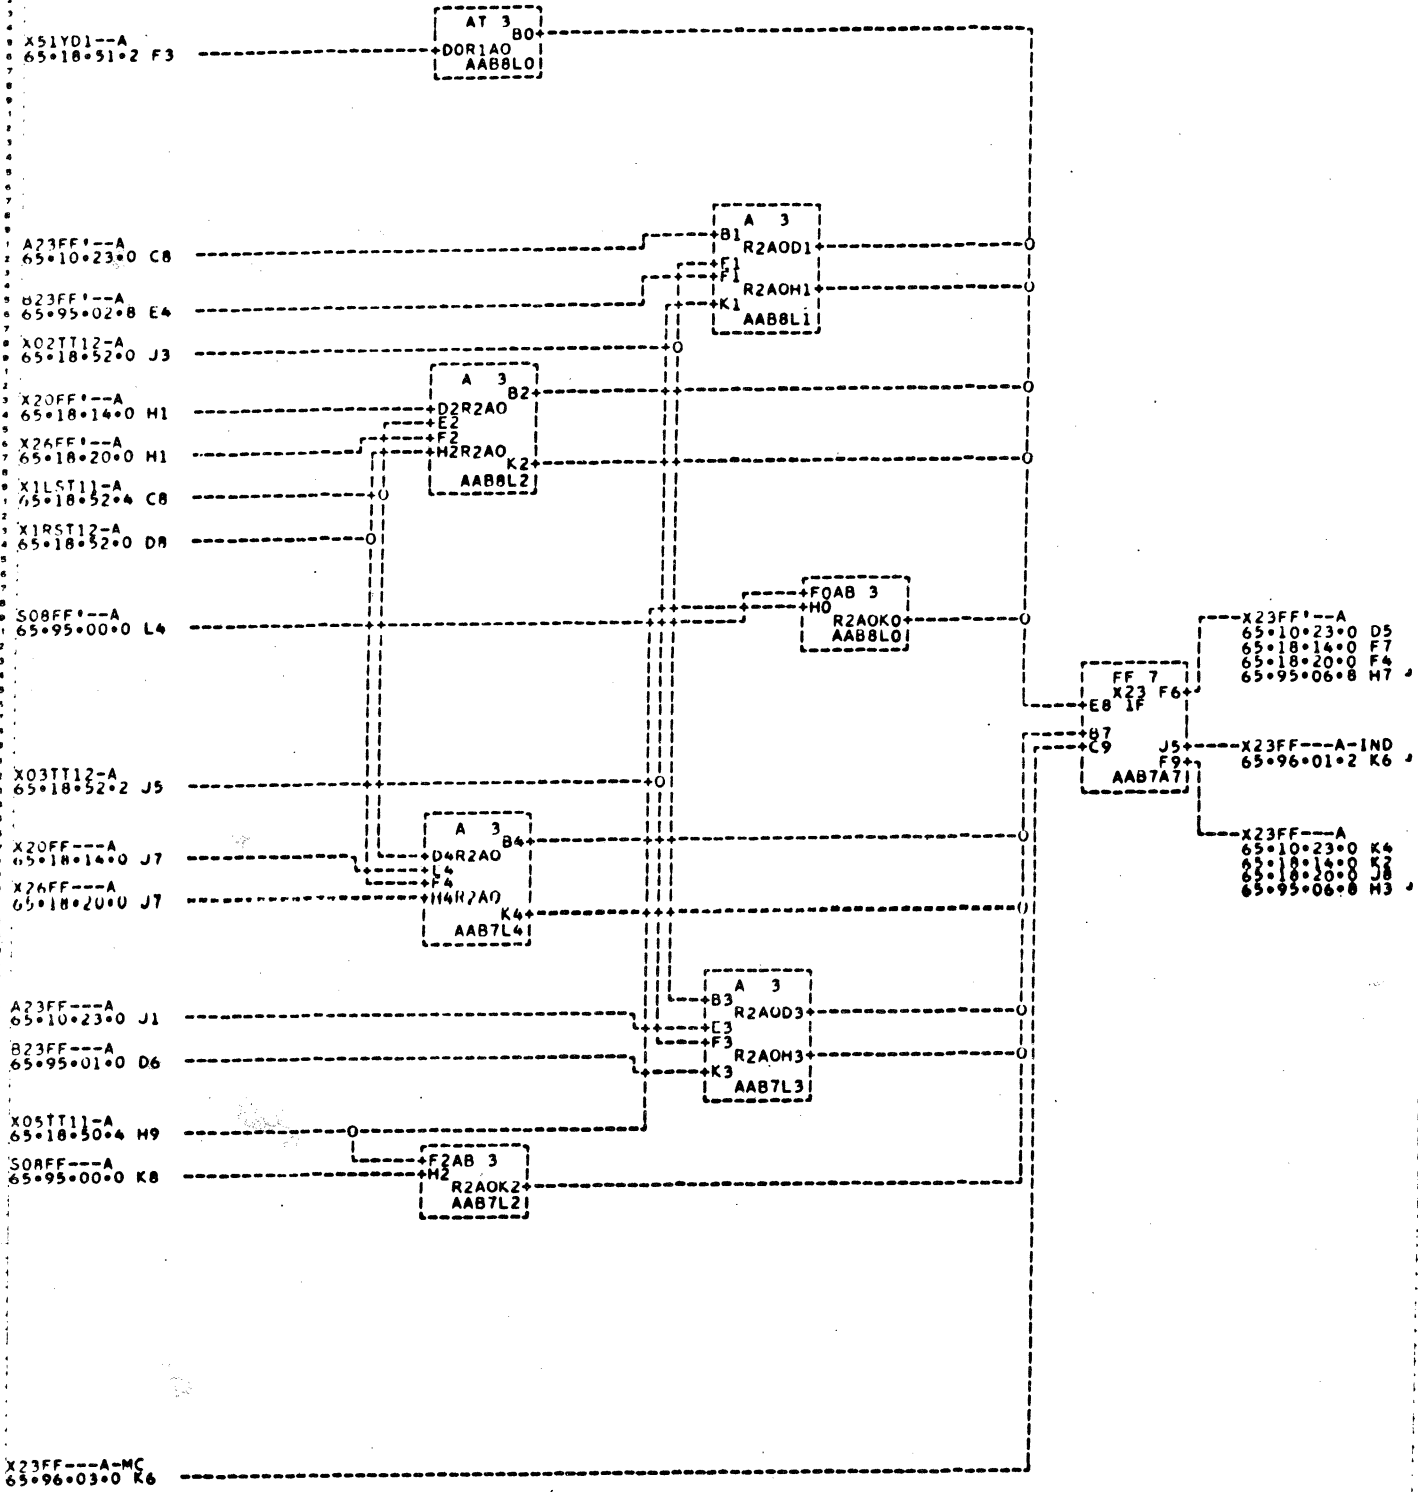 AT 3
B0
X51YD1--A
65•18•51•2 F3
D0R1A0
AAB8L0
A 3
B1
A23FF'--A
65•10•23•0 C8
R2A0D1
E1
F1
R2A0H1
B23FF'--A
65•95•02•8 E4
K1
AAB8L1
X02TT12-A
65•18•52•0 J3
A 3
B2
X20FF'--A
65•18•14•0 H1
D2R2A0
E2
F2
X26FF'--A
65•18•20•0 H1
H2R2A0
K2
AAB8L2
X1LST11-A
65•18•52•4 C8
X1RST12-A
65•18•52•0 D8
F0AB 3
H0
S08FF'--A
65•95•00•0 L4
R2A0K0
AAB8L0
X23FF'--A
65•10•23•0 D5
65•18•14•0 F7
65•18•20•0 F4
65•95•06•8 H7
FF 7
X23 F6
E8 1F
B7
C9 J5
F9
AAB7A7
X23FF---A-IND
65•96•01•2 K6
X03TT12-A
65•18•52•2 J5
A 3
B4
X20FF---A
65•18•14•0 J7
D4R2A0
E4
F4
X26FF---A
65•18•20•0 J7
H4R2A0
K4
AAB7L4
X23FF---A
65•10•23•0 K4
65•18•14•0 K2
65•18•20•0 J8
65•95•06•8 H3
A 3
B3
A23FF---A
65•10•23•0 J1
R2A0D3
E3
F3
R2A0H3
B23FF---A
65•95•01•0 D6
K3
AAB7L3
X05TT11-A
65•18•50•4 H9
F2AB 3
H2
S08FF---A
65•95•00•0 K8
R2A0K2
AAB7L2
X23FF---A-MC
65•96•03•0 K6